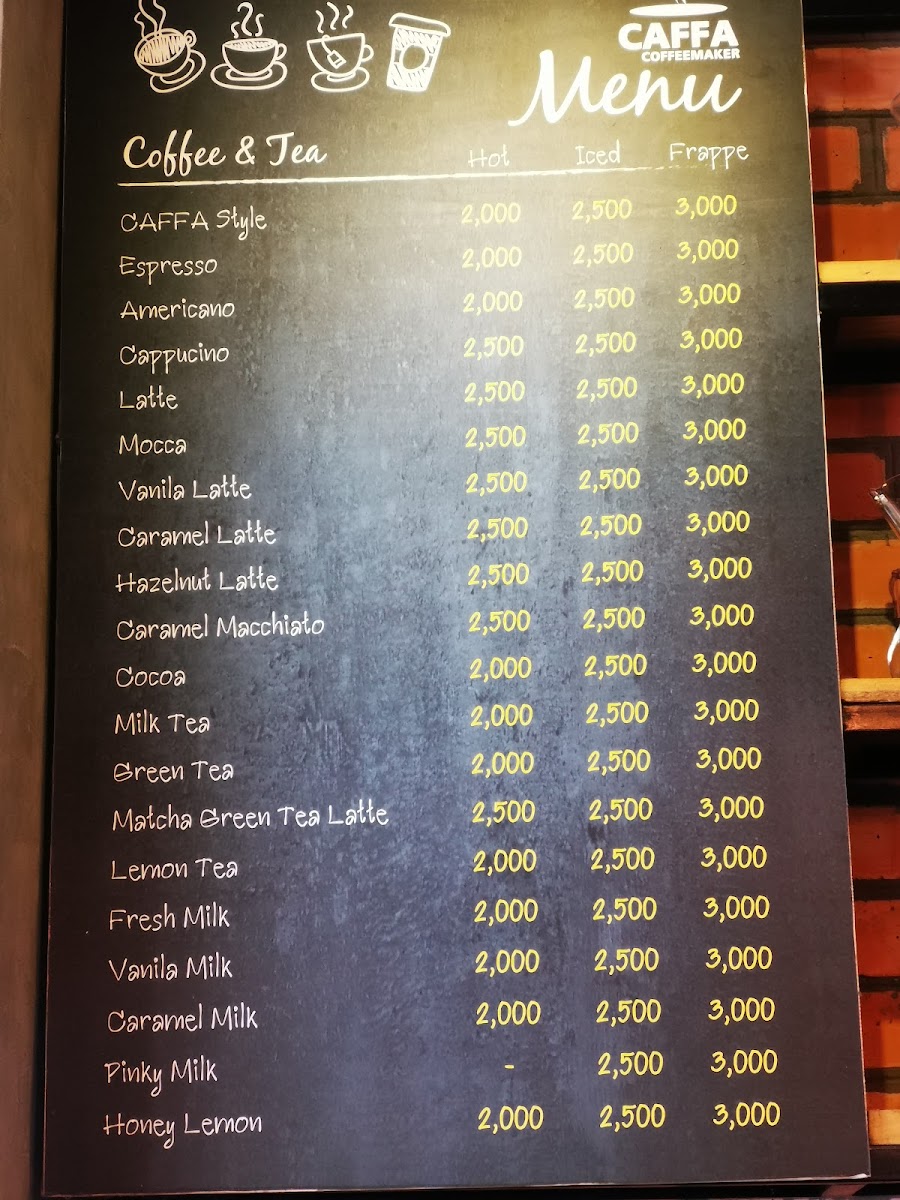 CAFFA
COFFEEMAKER
Menu
Coffee & Tea Hot Iced Frappe
CAFFA Style 2,000 2,500 3,000
Espresso 2,000 2,500 3,000
Americano 2,000 2,500 3,000
Cappucino 2,500 2,500 3,000
Latte 2,500 2,500 3,000
Mocca 2,500 2,500 3,000
Vanila Latte 2,500 2,500 3,000
Caramel Latte 2,500 2,500 3,000
Hazelnut Latte 2,500 2,500 3,000
Caramel Macchiato 2,500 2,500 3,000
Cocoa 2,000 2,500 3,000
Milk Tea 2,000 2,500 3,000
Green Tea 2,000 2,500 3,000
Matcha Green Tea Latte 2,500 2,500 3,000
Lemon Tea 2,000 2,500 3,000
Fresh Milk 2,000 2,500 3,000
Vanila Milk 2,000 2,500 3,000
Caramel Milk 2,000 2,500 3,000
Pinky Milk - 2,500 3,000
Honey Lemon 2,000 2,500 3,000